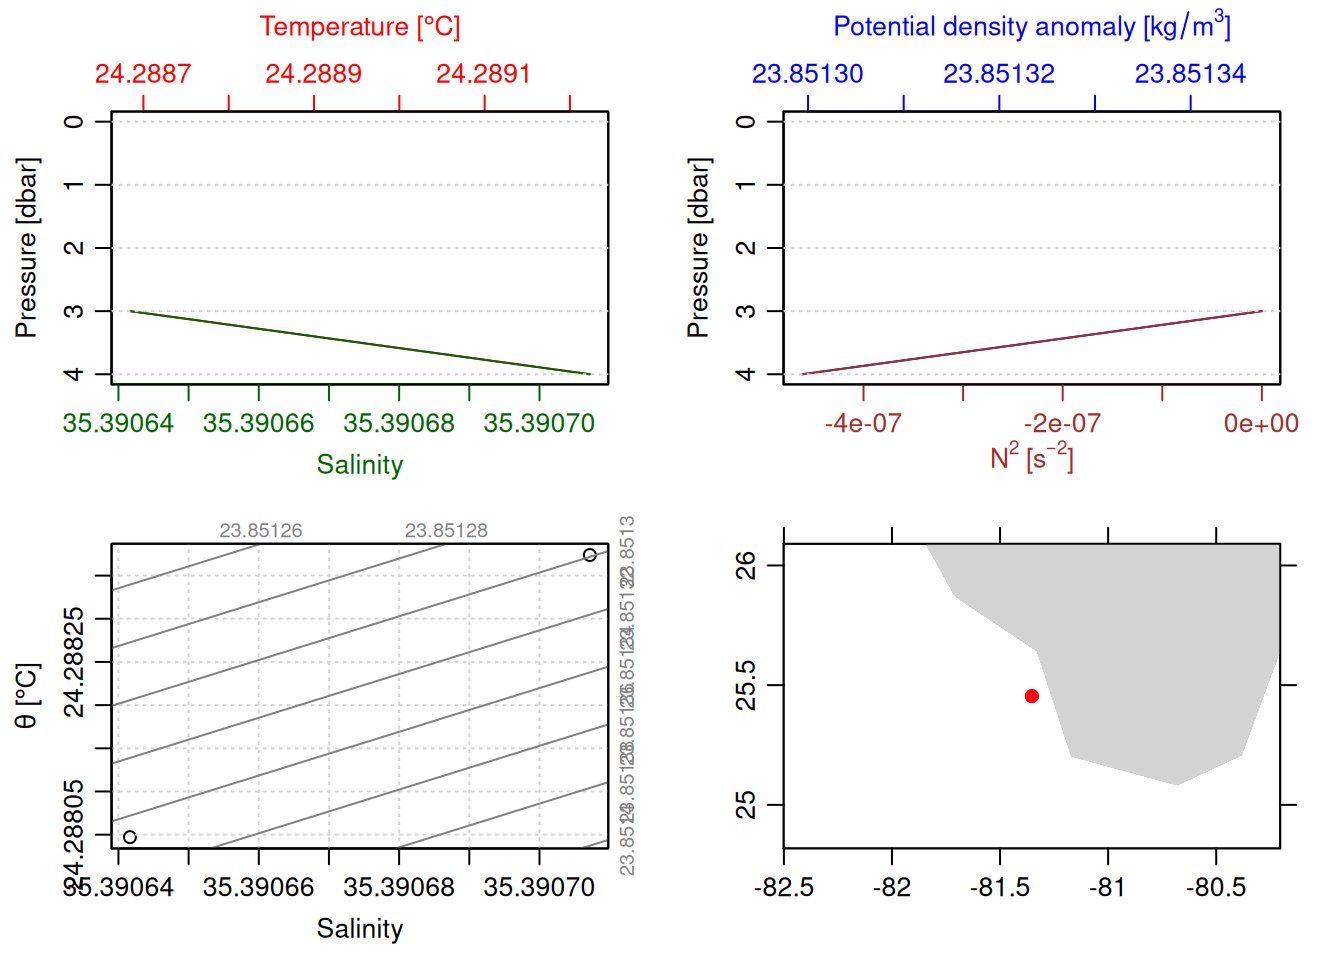 Temperature [°C]
24.2887 24.2889 24.2891
Pressure [dbar]
0
1
2
3
4
35.39064 35.39066 35.39068 35.39070
Salinity
Potential density anomaly [kg/m³]
23.85130 23.85132 23.85134
Pressure [dbar]
0
1
2
3
4
-4e-07 -2e-07 0e+00
N² [s⁻²]
23.85126 23.85128
23.8513
θ [°C]
24.28825
24.28805
35.39064 35.39066 35.39068 35.39070
Salinity
26
25.5
25
-82.5 -82 -81.5 -81 -80.5